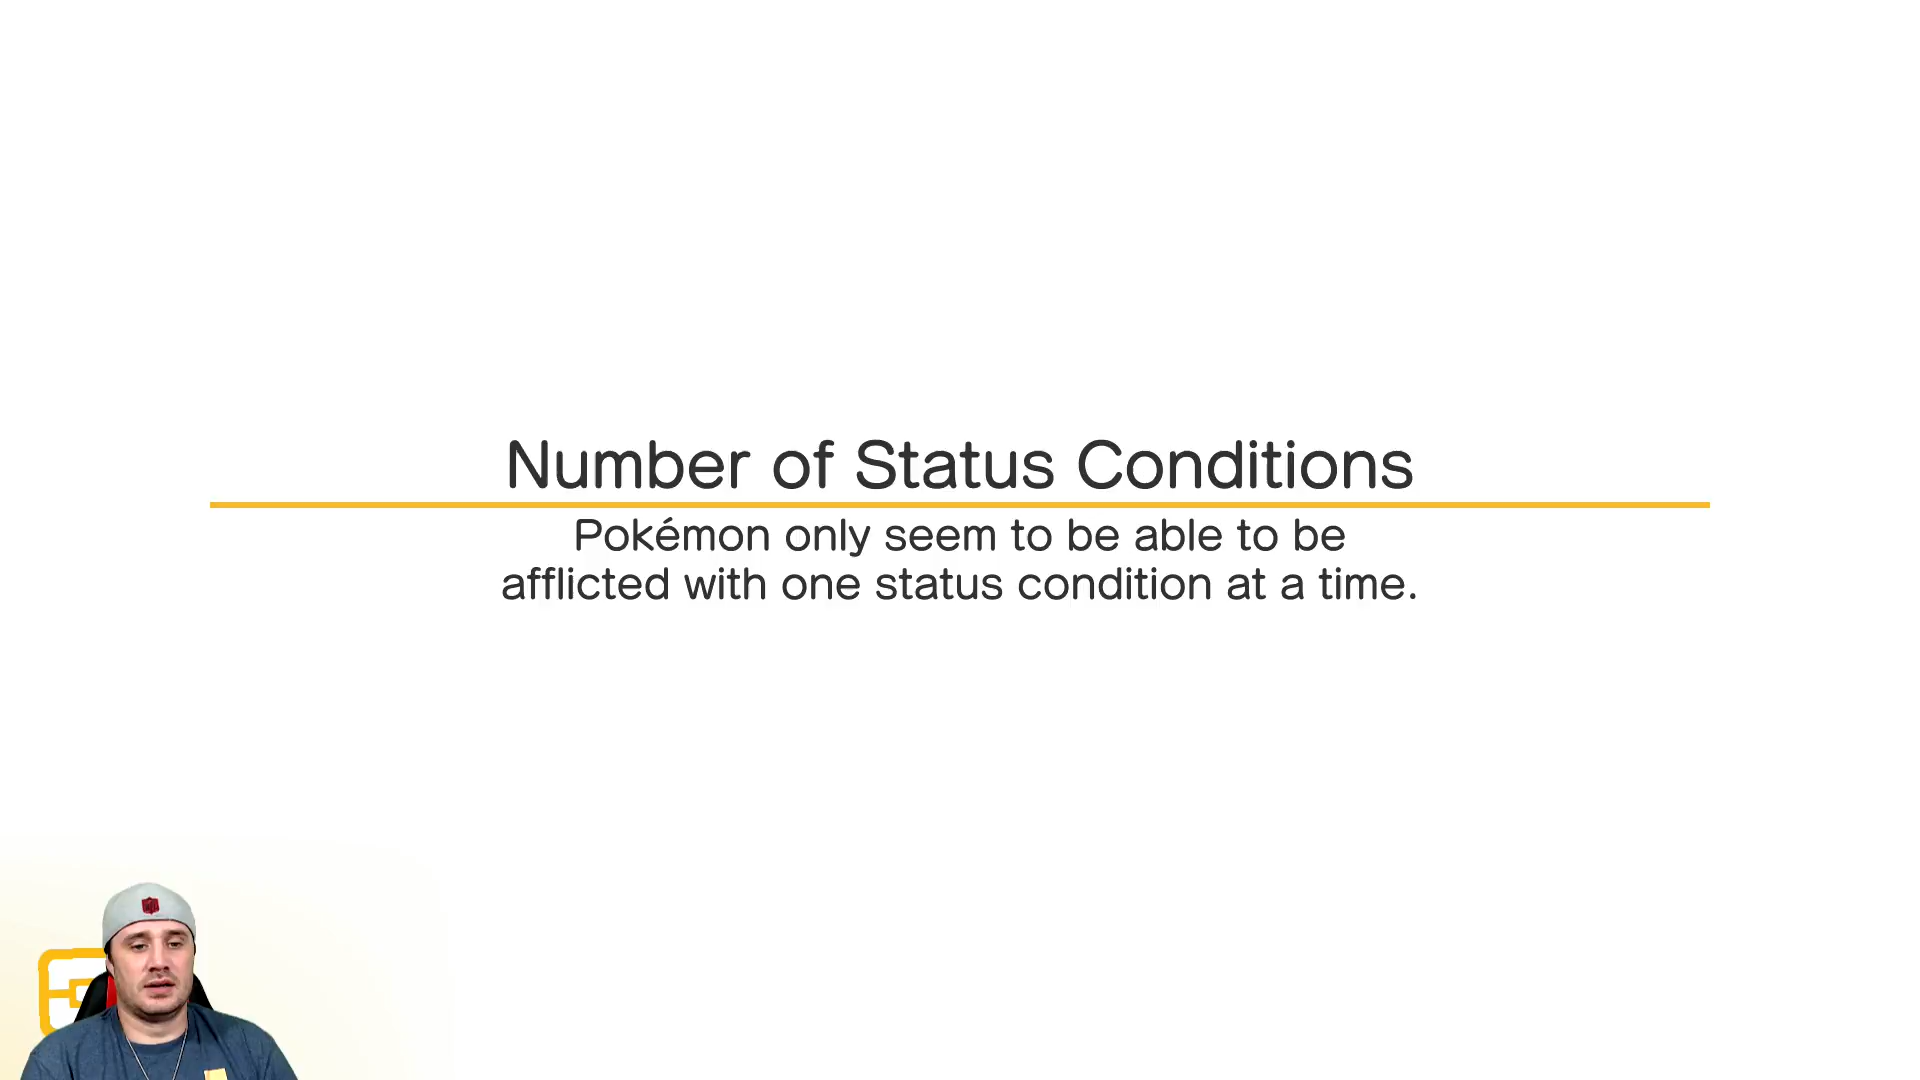 Number of Status Conditions
Pokémon only seem to be able to be
afflicted with one status condition at a time.